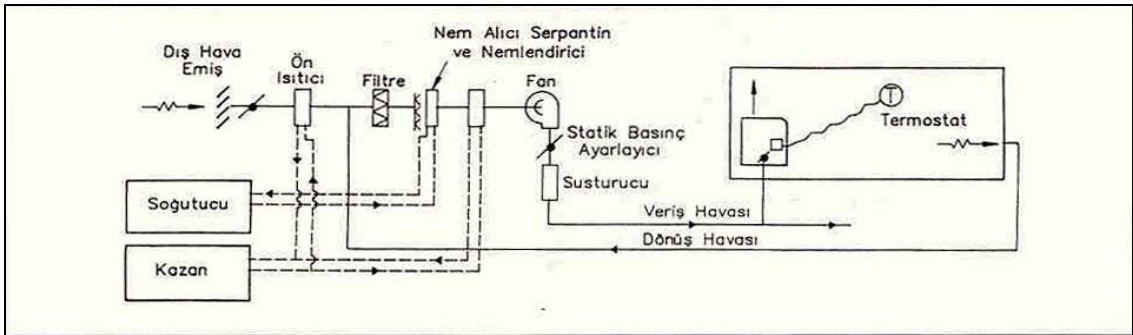 Nem Alıcı Serpantin
ve Nemlendirici
Dış Hava
Emiş
Ön
Isıtıcı
Filtre
Fan
T
Termostat
Statik Basınç
Ayarlayıcı
Susturucu
Soğutucu
Veriş Havası
Dönüş Havası
Kazan